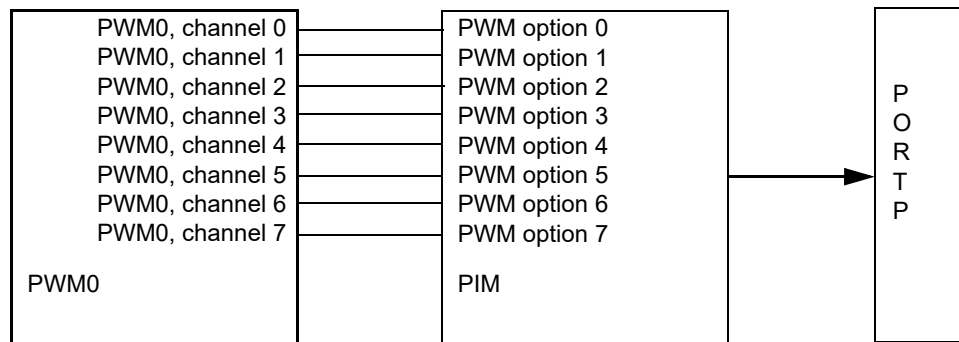 PWM0, channel 0
PWM0, channel 1
PWM0, channel 2
PWM0, channel 3
PWM0, channel 4
PWM0, channel 5
PWM0, channel 6
PWM0, channel 7
PWM0
PWM option 0
PWM option 1
PWM option 2
PWM option 3
PWM option 4
PWM option 5
PWM option 6
PWM option 7
PIM
P
O
R
T
P